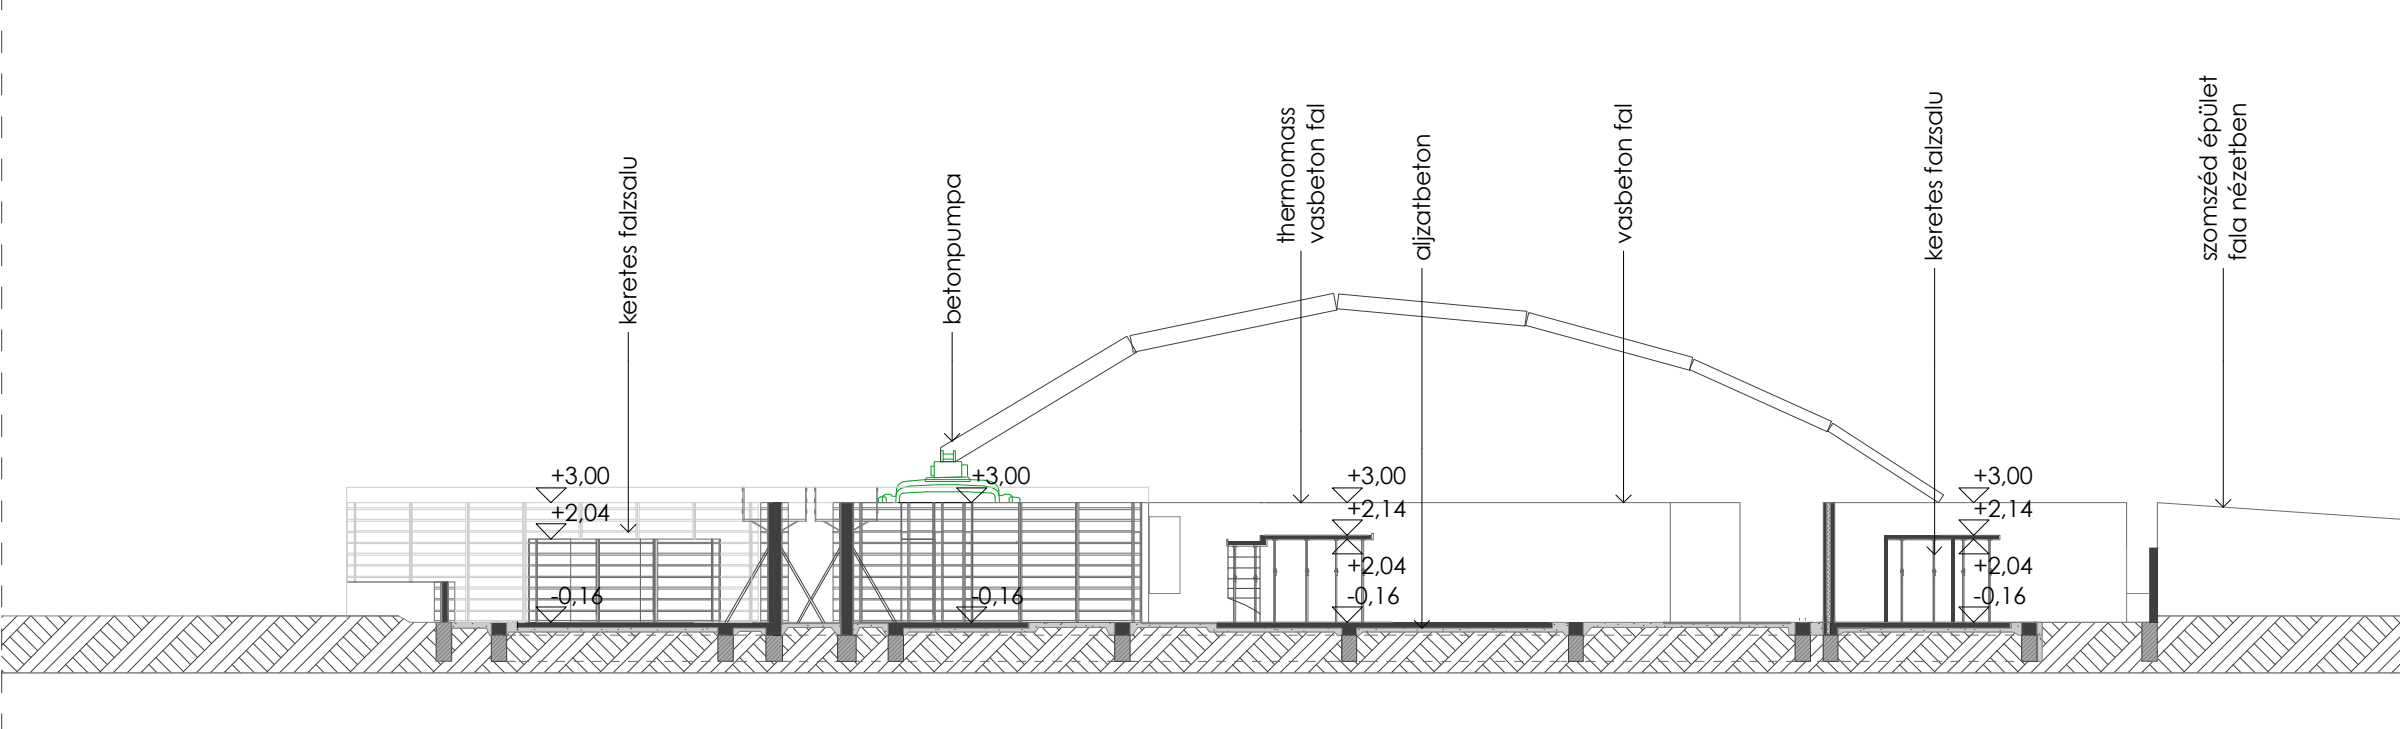 keretes falzsalu
betonpumpa
thermomass
vasbeton fal
aljzatbeton
vasbeton fal
keretes falzsalu
szomszéd épület
fala nézetben
+3,00
+2,04
-0,16
+3,00
-0,16
+3,00
+2,14
+2,04
-0,16
+3,00
+2,14
+2,04
-0,16